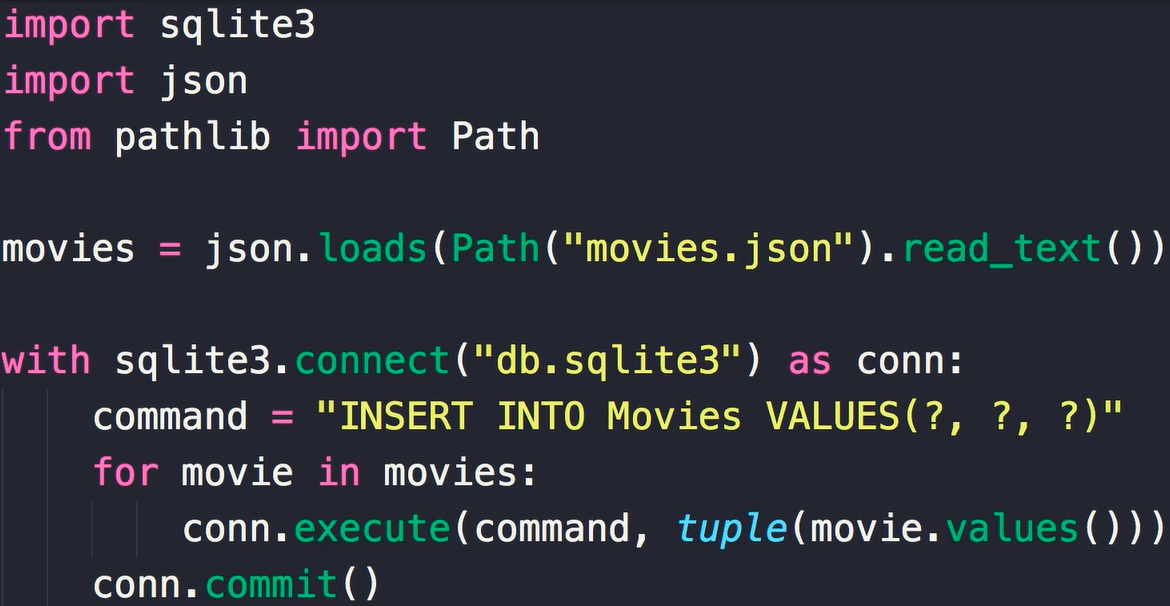 import sqlite3
import json
from pathlib import Path
movies = json.loads(Path("movies.json").read_text())
with sqlite3.connect("db.sqlite3") as conn:
    command = "INSERT INTO Movies VALUES(?, ?, ?)"
    for movie in movies:
        conn.execute(command, tuple(movie.values()))
    conn.commit()